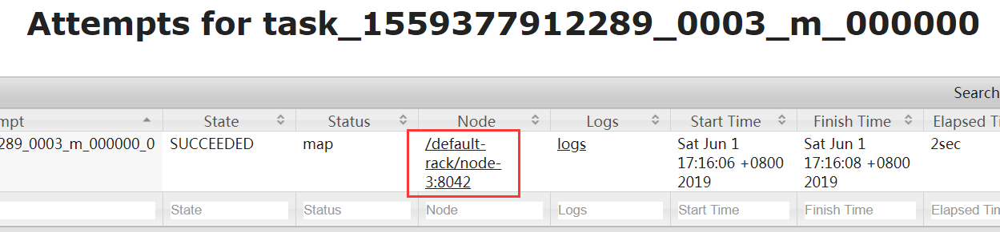 Attempts for task_1559377912289_0003_m_000000
Search
mpt State Status Node Logs Start Time Finish Time Elapsed Ti
289_0003_m_000000_0 SUCCEEDED map /default- logs Sat Jun 1 Sat Jun 1 2sec
rack/node- 17:16:06 +0800 17:16:08 +0800
3:8042 2019 2019
State Status Node Logs Start Time Finish Time Elapsed Tim